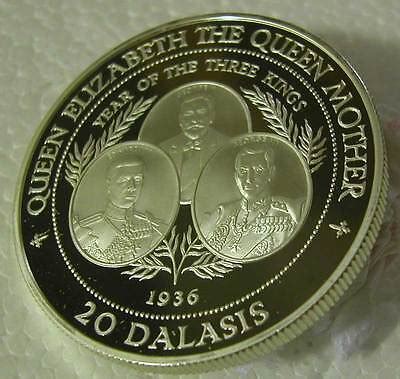 QUEEN ELIZABETH THE QUEEN MOTHER
YEAR OF THE THREE KINGS
1936
20 DALASIS